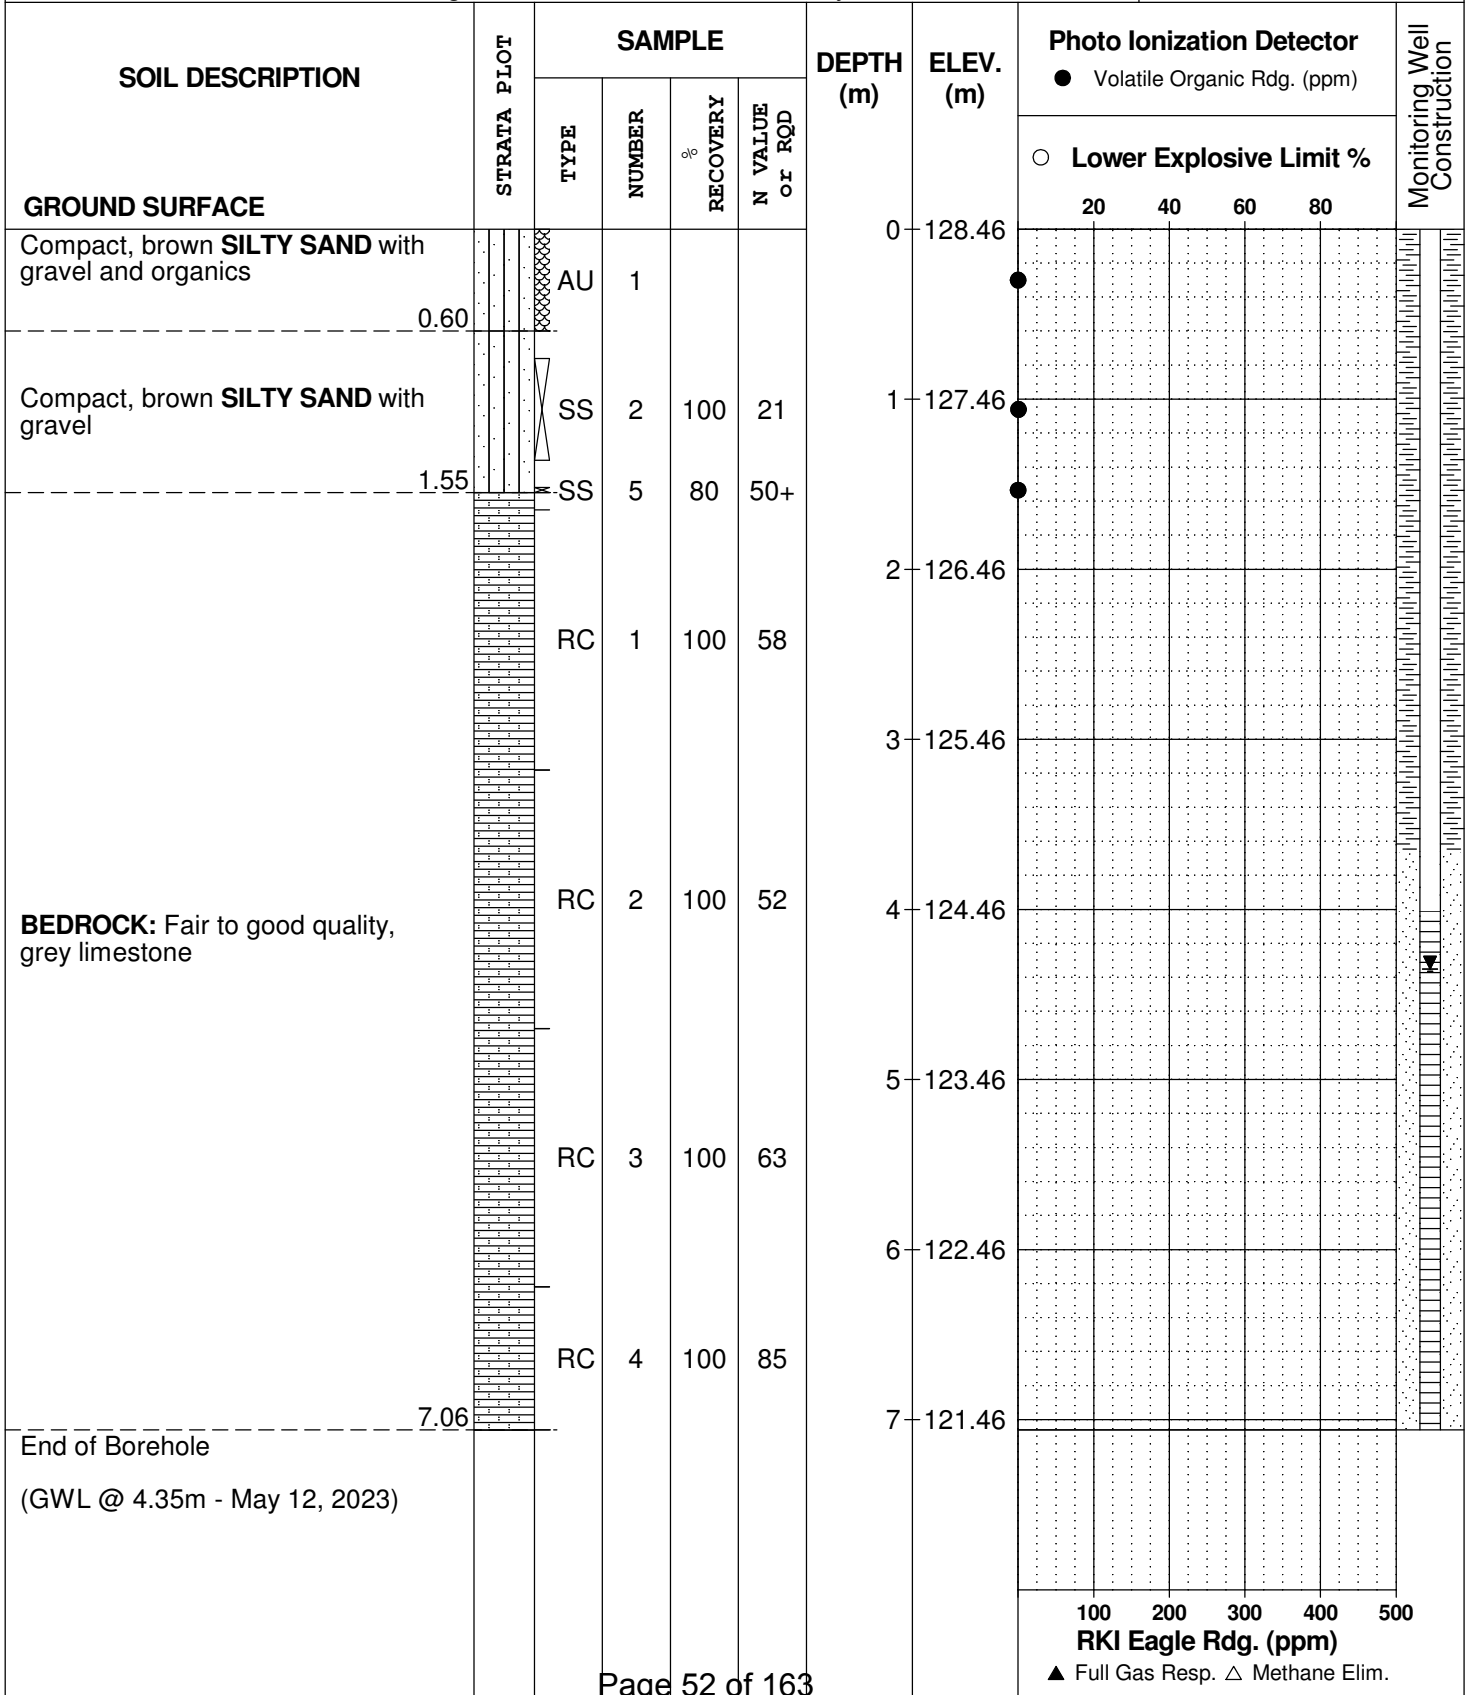 SOIL DESCRIPTION
GROUND SURFACE
STRATA PLOT
SAMPLE
TYPE
NUMBER
%
RECOVERY
N VALUE
or RQD
DEPTH
(m)
ELEV.
(m)
Photo Ionization Detector
● Volatile Organic Rdg. (ppm)
○ Lower Explosive Limit %
20 40 60 80
Monitoring Well
Construction
0 128.46
Compact, brown SILTY SAND with
gravel and organics
AU 1
0.60
Compact, brown SILTY SAND with
gravel
SS 2 100 21
1 127.46
1.55
SS 5 80 50+
2 126.46
RC 1 100 58
3 125.46
RC 2 100 52
4 124.46
BEDROCK: Fair to good quality,
grey limestone
5 123.46
RC 3 100 63
6 122.46
RC 4 100 85
7.06
7 121.46
End of Borehole
(GWL @ 4.35m - May 12, 2023)
100 200 300 400 500
RKI Eagle Rdg. (ppm)
▲ Full Gas Resp. △ Methane Elim.
Page 52 of 163